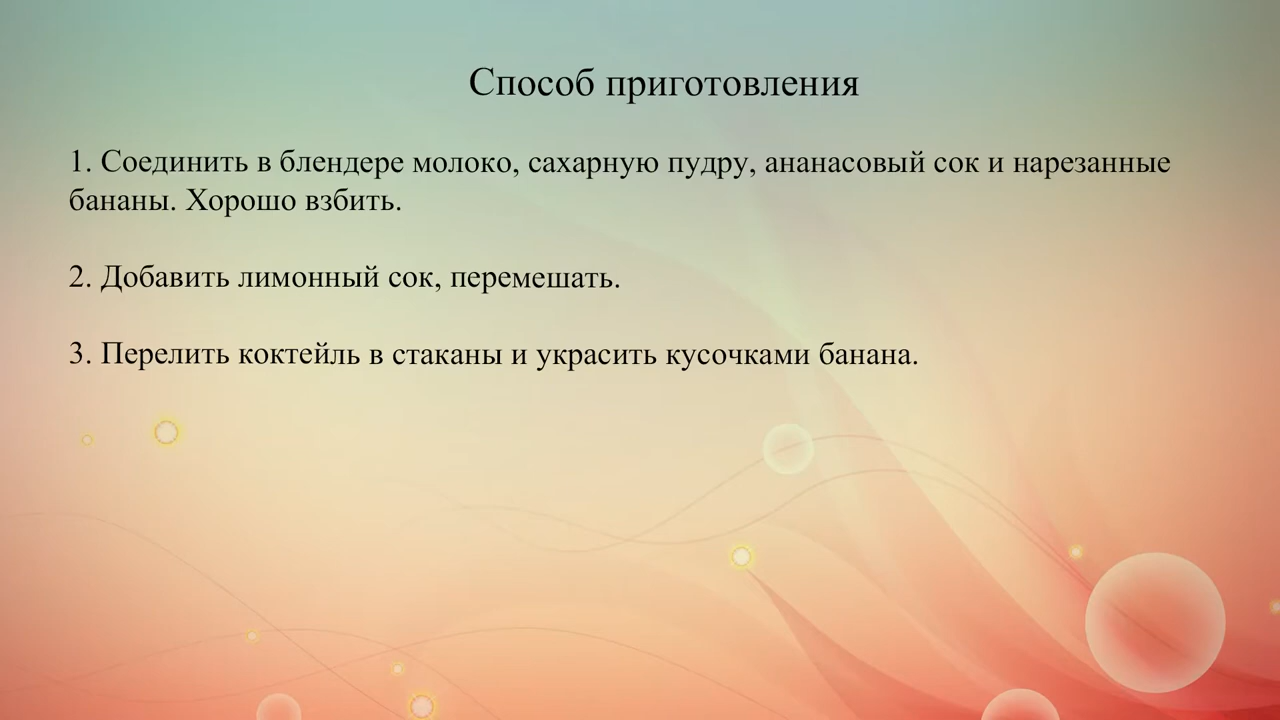 Способ приготовления
1. Соединить в блендере молоко, сахарную пудру, ананасовый сок и нарезанные
бананы. Хорошо взбить.
2. Добавить лимонный сок, перемешать.
3. Перелить коктейль в стаканы и украсить кусочками банана.